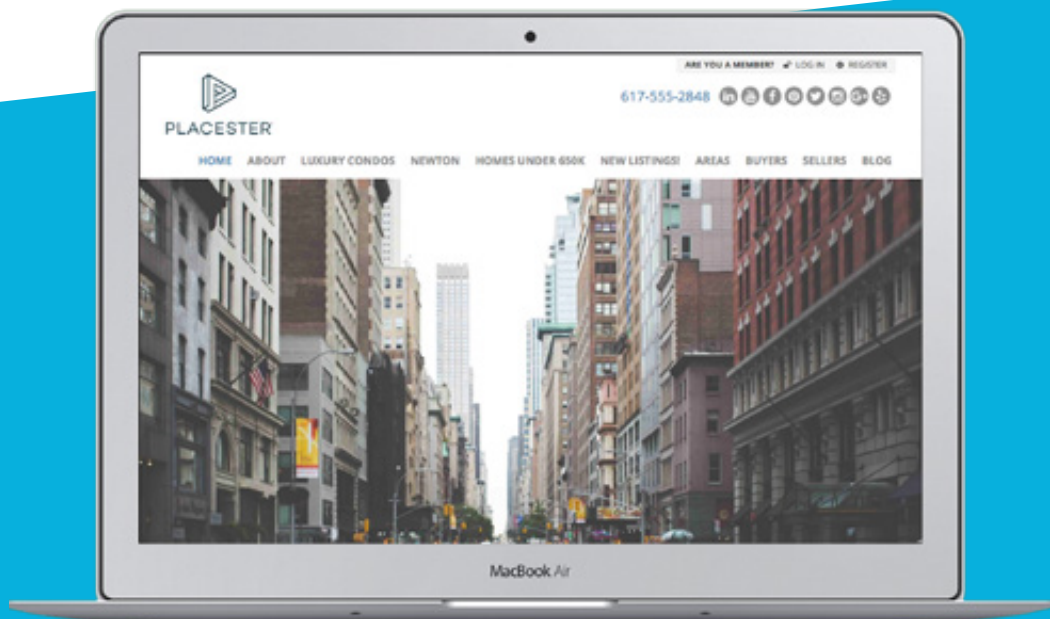 ARE YOU A MEMBER? LOG IN REGISTER
617-555-2848
PLACESTER
HOME ABOUT LUXURY CONDOS NEWTON HOMES UNDER 650K NEW LISTINGS! AREAS BUYERS SELLERS BLOG
MacBook Air